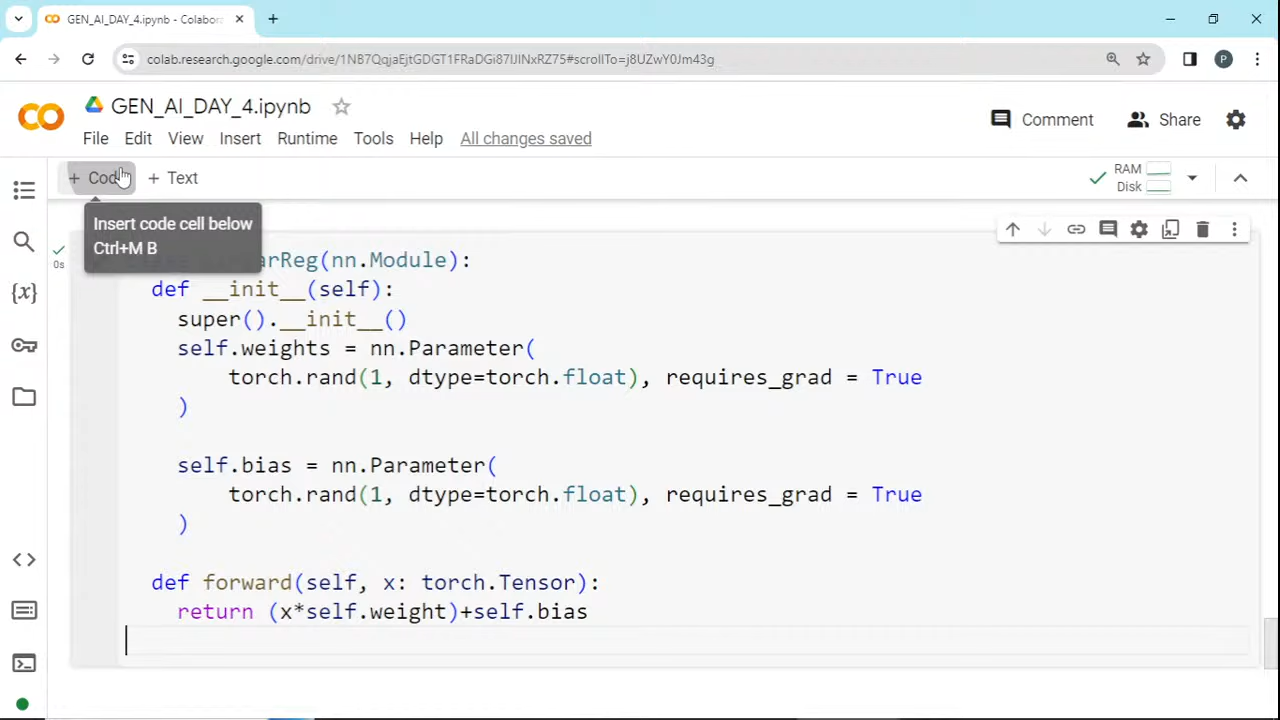 GEN_AI_DAY_4.ipynb - Colabora
colab.research.google.com/drive/1NB7QqjaEjtGDGT1FRaDGi87IJINxRZ75#scrollTo=j8UZwY0Jm43g
P
GEN_AI_DAY_4.ipynb
Comment
Share
File Edit View Insert Runtime Tools Help All changes saved
+ Code + Text
RAM
Disk
Insert code cell below
Ctrl+M B
0s
arReg(nn.Module):
def __init__(self):
super().__init__()
self.weights = nn.Parameter(
torch.rand(1, dtype=torch.float), requires_grad = True
)
self.bias = nn.Parameter(
torch.rand(1, dtype=torch.float), requires_grad = True
)
def forward(self, x: torch.Tensor):
return (x*self.weight)+self.bias